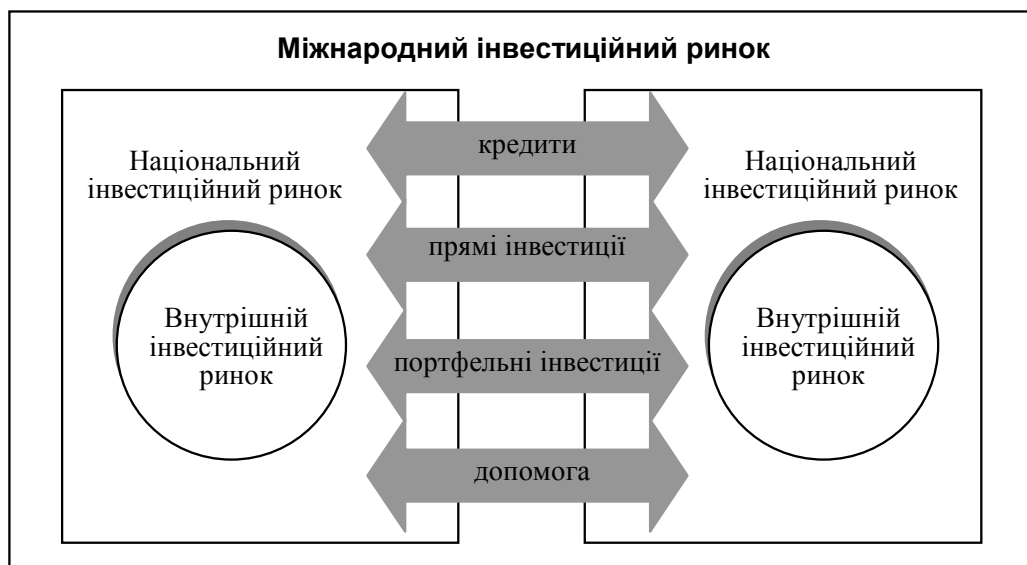 Міжнародний інвестиційний ринок
Національний
інвестиційний ринок
Внутрішній
інвестиційний
ринок
кредити
прямі інвестиції
портфельні інвестиції
допомога
Національний
інвестиційний ринок
Внутрішній
інвестиційний
ринок